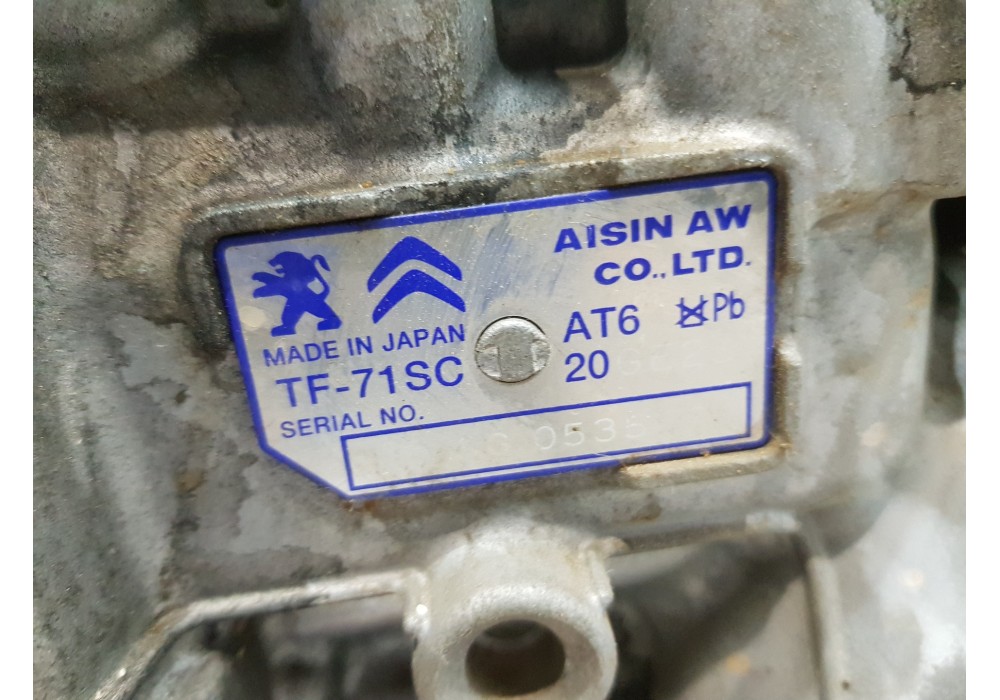 AISIN AW
CO.,LTD.
MADE IN JAPAN
AT6 Pb
TF-71SC
20
SERIAL NO.